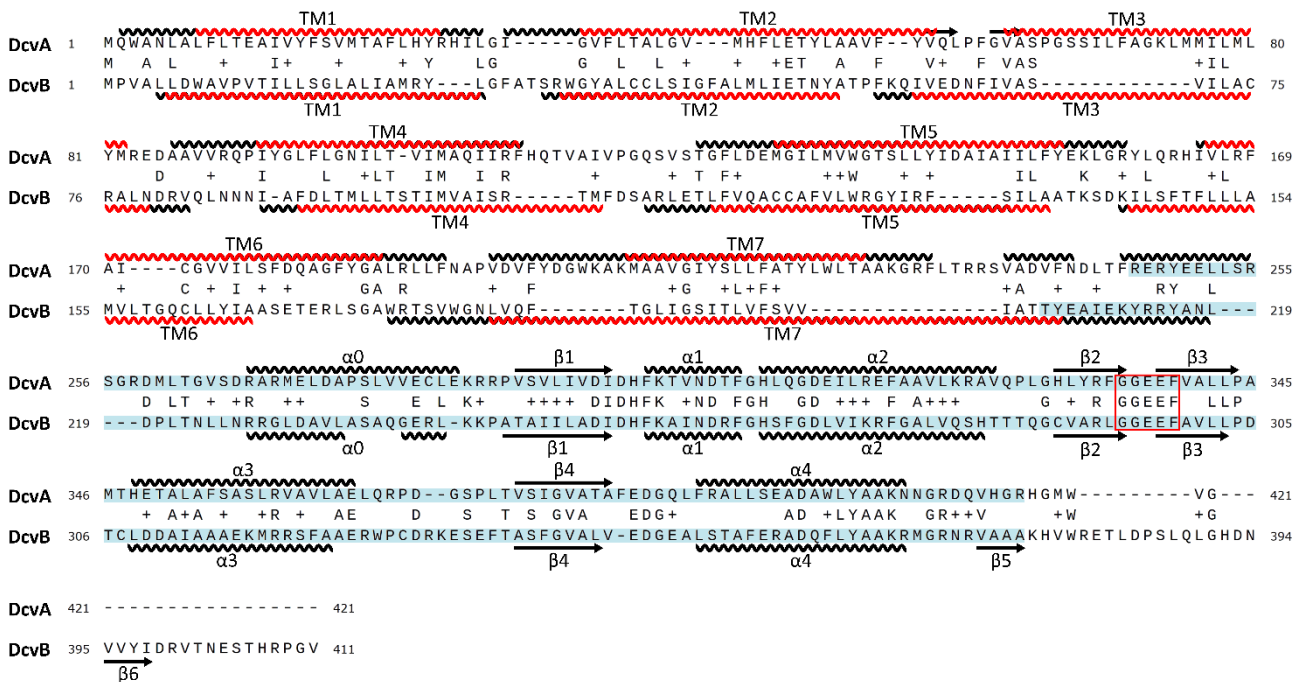 TM1 TM2 TM3
DcvA 1 MQWANLALFLTEAIVYFSVMTAFLHYRHILGI-----GVFLTALGV---MHFLETYLAAVF--YVQLPFGVASPGSSILFAGKLMMILML 80
M AL + I+ + + Y LG G L L + + +ET A F V+ F VAS +IL
DcvB 1 MPVALLDWAVPVTILLSGLALIAMRY---LGFATSRWGYALCCLSIGFALMLIETNYATPFKQIVEDNFIVAS-------------VILAC 75
TM1 TM2 TM3
TM4 TM5
DcvA 81 YMREDAAVVRQPIYGLFLGNILT-VIMAQIIRFHQTVAIVPGQSVSTGFLDEMGILMVWGTSLLYIDAIAIILFYEKLGRYLQRHIVLRF 169
D + I L +LT IM IR + + T F+ ++W + + IL K + L +L
DcvB 76 RALNDRVQLNNNI-AFDLTMLLTSTIMVAISR-----TMFDSARLETLFVQACCAFVLWRGYIRF------SILAATKSDKILSFTFLLLA 154
TM4 TM5
TM6 TM7
DcvA 170 AI----CGVVILSFDQAGFYGALRLLFNAPVDVFYDGWKAKMAAVGIYSLLFATYLWLTAAKGRFLTRRSVADVFNDLTFRERYEELLSR 255
+ C + I + GA R + F +G +L+F+ +A + RY L
DcvB 155 MVLTGQCLLYIAASETERLSGAWRTSVWGNLVQF-------TGLIGSITLVFSVV---------------IATTYEAIEKYRRYANL--- 219
TM6 TM7
α0 β1 α1 α2 β2 β3
DcvA 256 SGRDMLTGVSDRARMELDAPSLVVECLEKRRPVSVLIVDIDHFKTVNDTFGHLQGDEILREFAAVLKRAVQPLGHLYRFGGEEFVALLPA 345
D LT + +R +++ S EL K+ + ++ DIDHFK +NDFGH GD ++ F A+++ G + R GGEEF LLP
DcvB 219 ---DPLTNLLNRRGLDAVLASAQGERL-KKPATAIILADIDHFKAINDRFGHSFGDLVIKRFGALVQSHTTTQGCVARLGGEEFAVLLPD 305
α0 β1 α1 α2 β2 β3
α3 β4 α4
DcvA 346 MTHETALAFSASLRVAVLAELQRPD--GSPLTVSIGVATAFEDGQLFRALLSEADAWLYAAKNNGRDQVHGRHGMW---------VG--- 421
+ A+A+ +R+ + AE D S T S GVA EDG+ AD +LYAAK GR++V +W +G
DcvB 306 TCLDDAIAAAEKMRRSFAAERWPCDRKESEFTASFGVALV-EDGEALSTAFERADQFLYAAKRMGRNRVAAAKHVWRETLDPSLQLGHDN 394
α3 β4 α4 β5
DcvA 421 ----------------- 421
DcvB 395 VVYIDRVTNESTHRPGV 411
β6